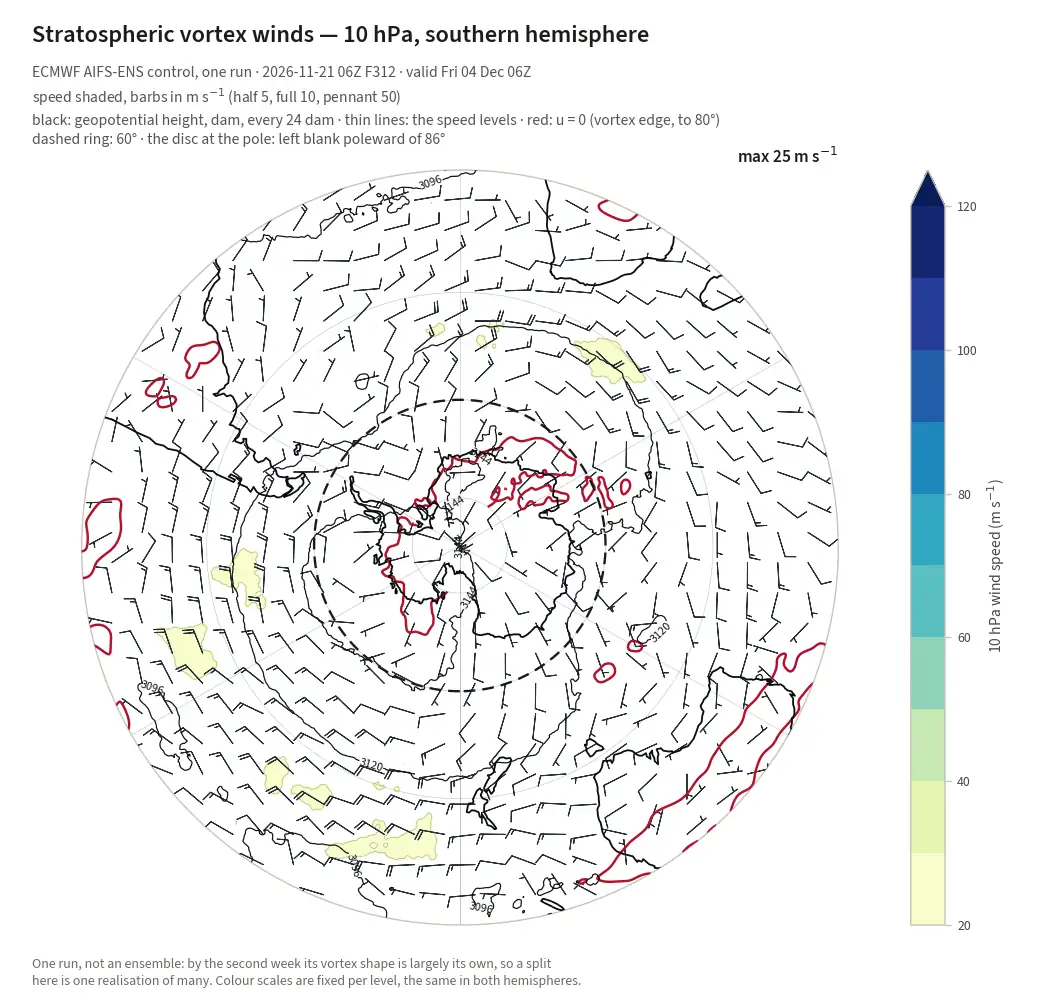 Stratospheric vortex winds — 10 hPa, southern hemisphere
ECMWF AIFS-ENS control, one run · 2026-11-21 06Z F312 · valid Fri 04 Dec 06Z
speed shaded, barbs in m s⁻¹ (half 5, full 10, pennant 50)
black: geopotential height, dam, every 24 dam · thin lines: the speed levels · red: u = 0 (vortex edge, to 80°)
dashed ring: 60° · the disc at the pole: left blank poleward of 86°
max 25 m s⁻¹
3096
120
100
80
60
40
20
10 hPa wind speed (m s⁻¹)
3144
3144
3120
3096
3120
3096
3096
One run, not an ensemble: by the second week its vortex shape is largely its own, so a split
here is one realisation of many. Colour scales are fixed per level, the same in both hemispheres.